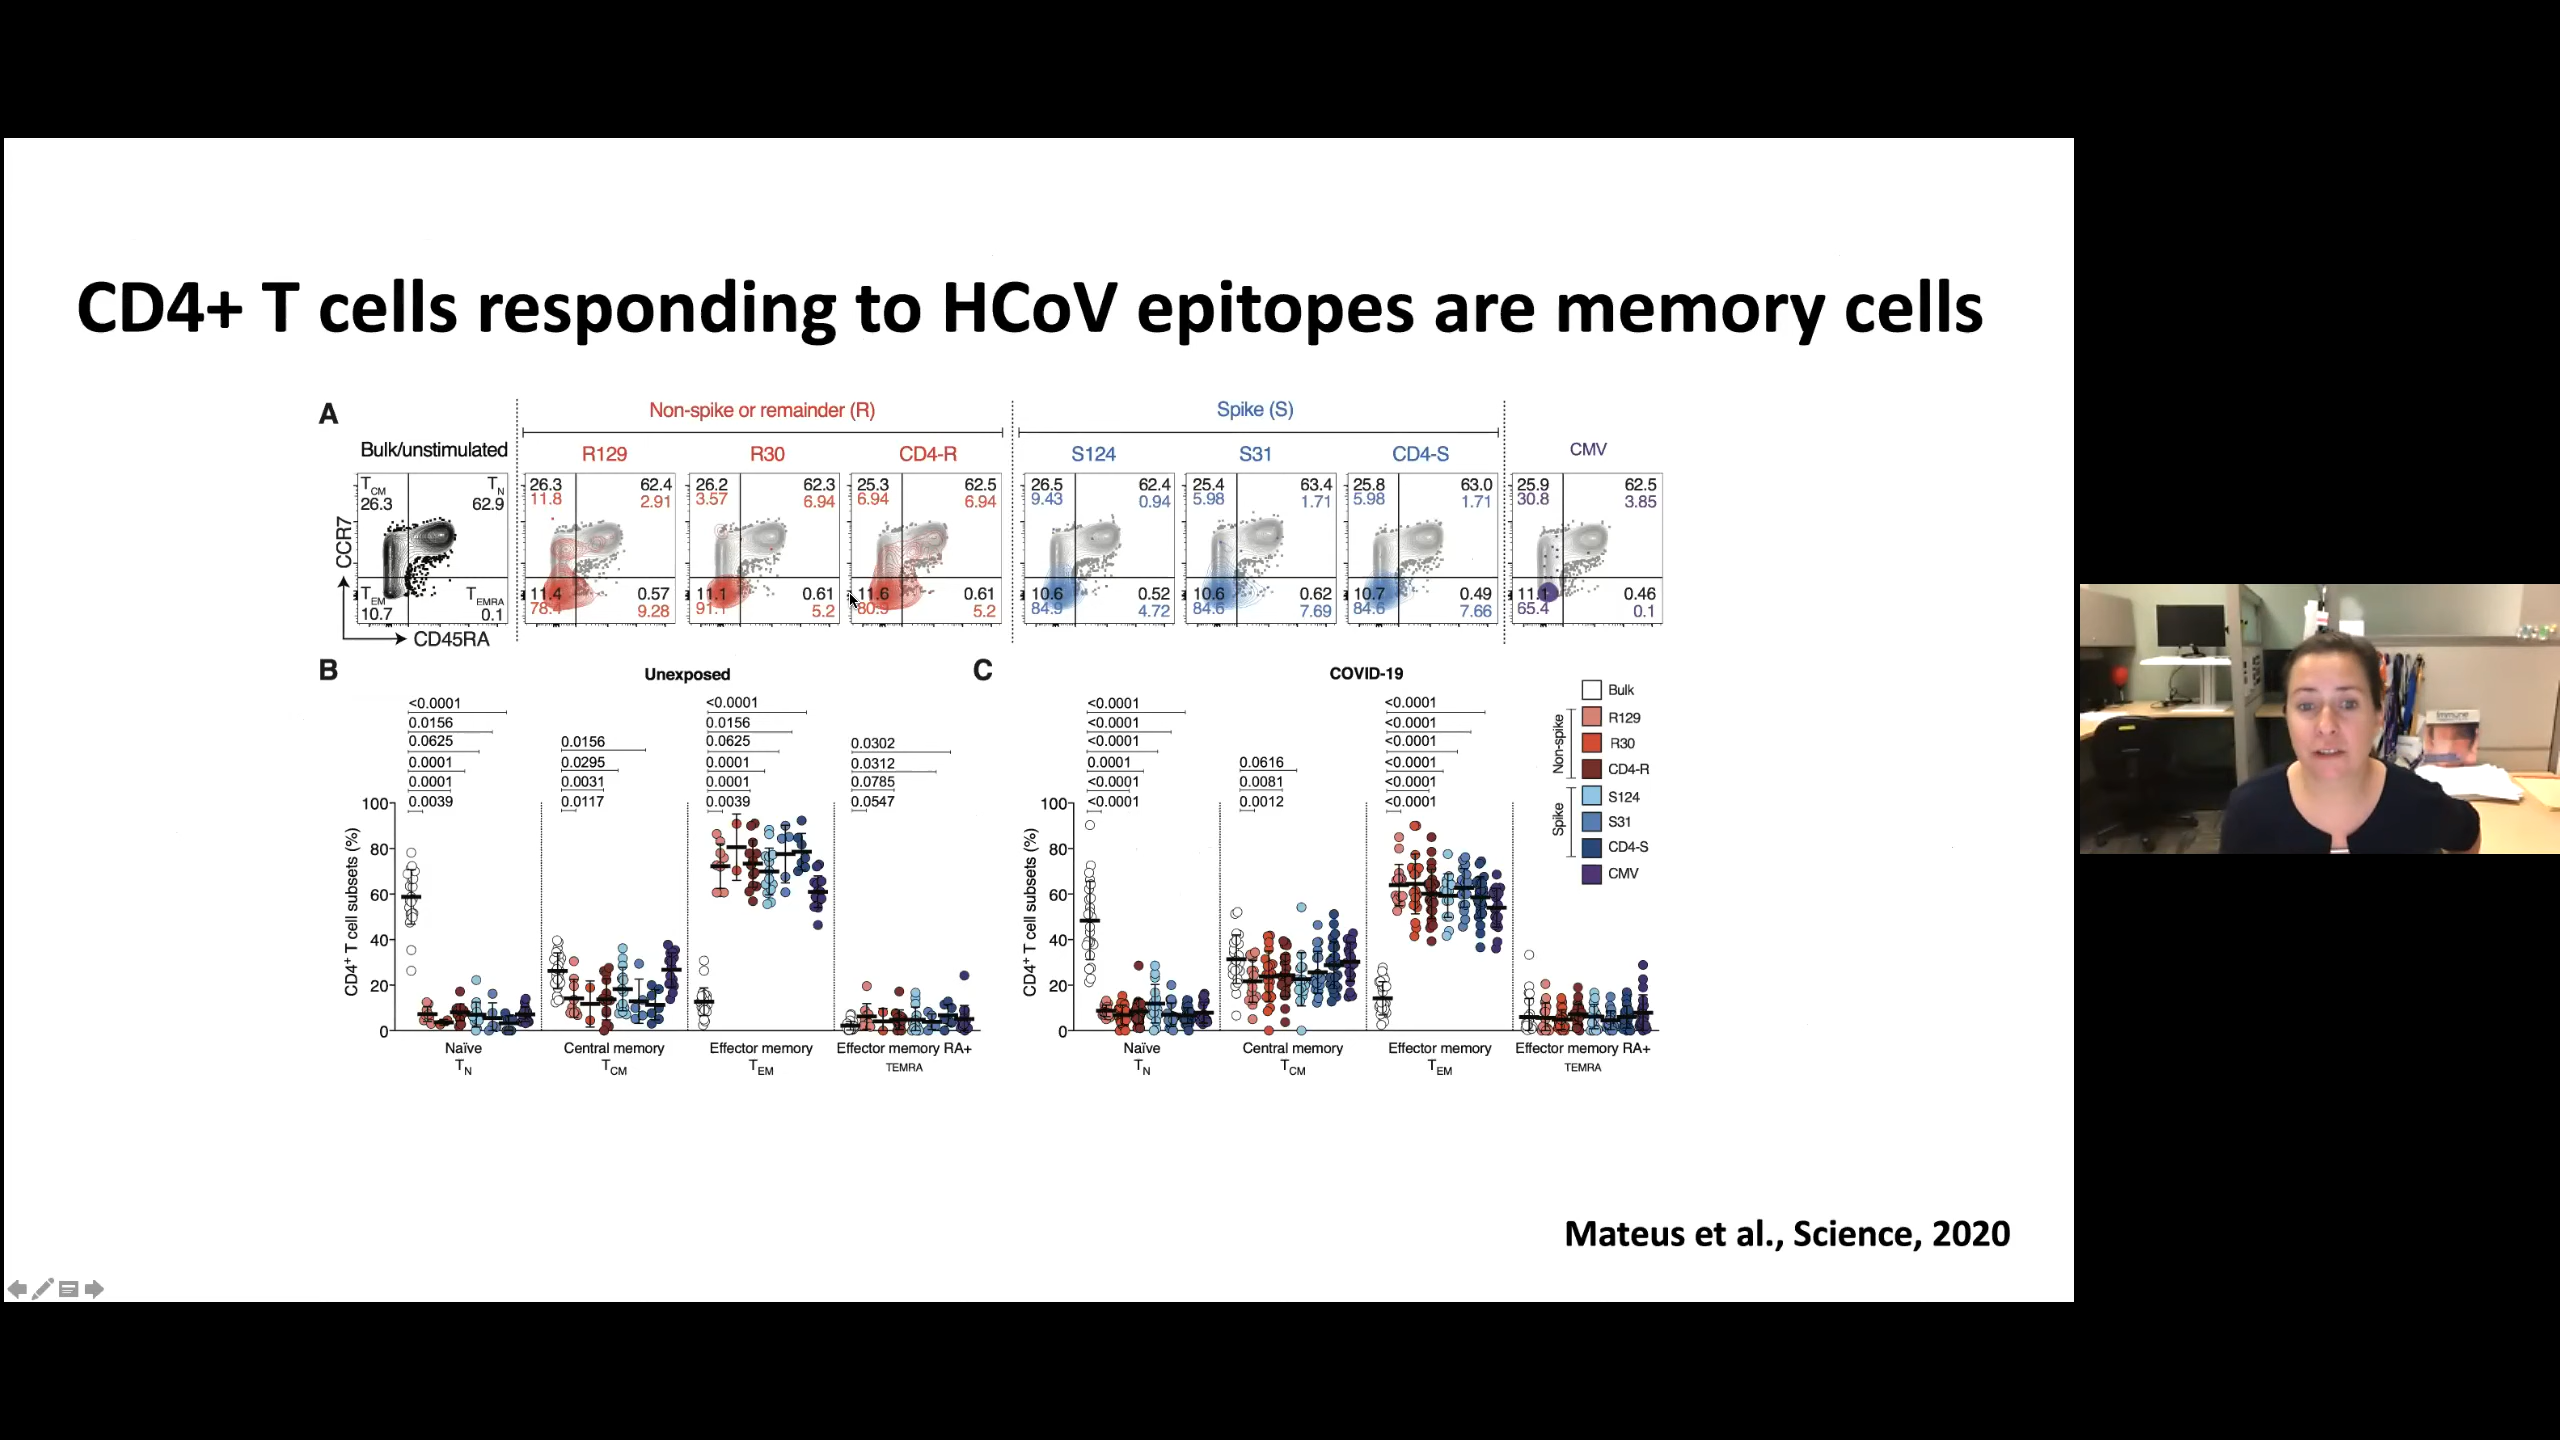 CD4+ T cells responding to HCoV epitopes are memory cells
A
Non-spike or remainder (R)
Spike (S)
Bulk/unstimulated
R129
R30
CD4-R
S124
S31
CD4-S
CMV
TCM
TN
26.3
62.9
TEM
TEMRA
10.7
0.1
26.3
62.4
11.8
2.91
11.4
0.57
78.4
9.28
26.2
62.3
3.57
6.94
11.1
0.61
91.1
5.2
25.3
62.5
6.94
6.94
11.6
0.61
80.9
5.2
26.5
62.4
9.43
0.94
10.6
0.52
84.9
4.72
25.4
63.4
5.98
1.71
10.6
0.62
84.6
7.69
25.8
63.0
5.98
1.71
10.7
0.49
84.6
7.66
25.9
62.5
30.8
3.85
0.46
65.4
0.1
CCR7
CD45RA
B
Unexposed
<0.0001
0.0156
0.0625
0.0001
0.0001
0.0039
0.0156
0.0295
0.0031
0.0117
<0.0001
0.0156
0.0625
0.0001
0.0001
0.0039
0.0302
0.0312
0.0785
0.0547
CD4+ T cell subsets (%)
100
80
60
40
20
0
Naïve
TN
Central memory
TCM
Effector memory
TEM
Effector memory RA+
TEMRA
C
COVID-19
<0.0001
<0.0001
<0.0001
0.0001
<0.0001
<0.0001
0.0616
0.0081
0.0012
<0.0001
<0.0001
<0.0001
<0.0001
<0.0001
<0.0001
CD4+ T cell subsets (%)
100
80
60
40
20
0
Naïve
TN
Central memory
TCM
Effector memory
TEM
Effector memory RA+
TEMRA
Bulk
Non-spike
R129
R30
CD4-R
Spike
S124
S31
CD4-S
CMV
Mateus et al., Science, 2020
Immune